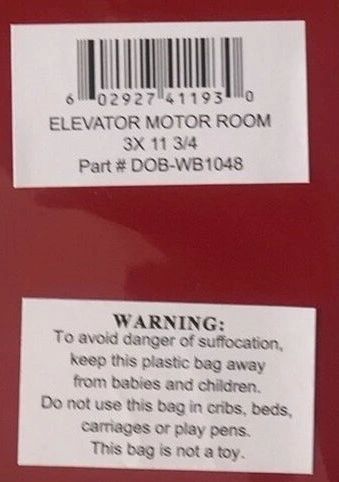 6 02927 41193 0
ELEVATOR MOTOR ROOM
3X 11 3/4
Part # DOB-WB1048
WARNING:
To avoid danger of suffocation,
keep this plastic bag away
from babies and children.
Do not use this bag in cribs, beds,
carriages or play pens.
This bag is not a toy.